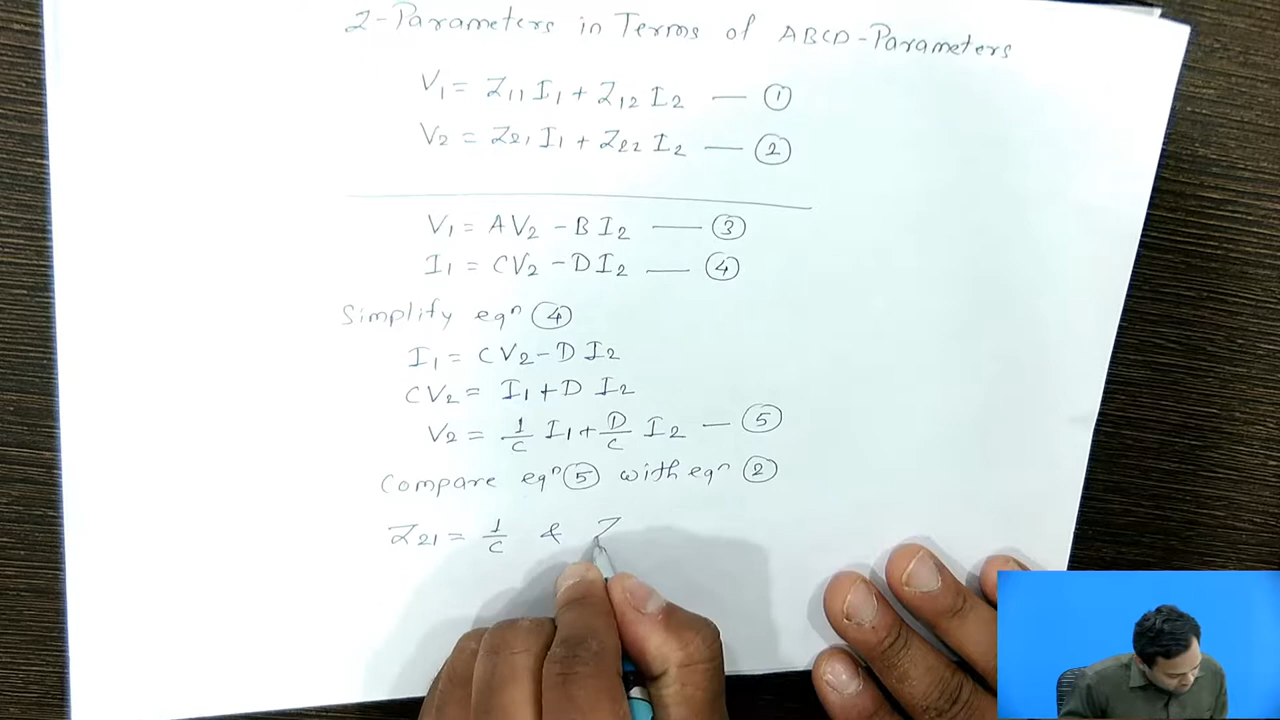 Z-Parameters in Terms of ABCD-Parameters
V1 = Z11 I1 + Z12 I2 — ①
V2 = Z21 I1 + Z22 I2 — ②
V1 = AV2 - BI2 — ③
I1 = CV2 - DI2 — ④
Simplify eqn ④
I1 = CV2 - D I2
CV2 = I1 + D I2
V2 = 1/C I1 + D/C I2 — ⑤
Compare eqn ⑤ with eqn ②
Z21 = 1/C & Z